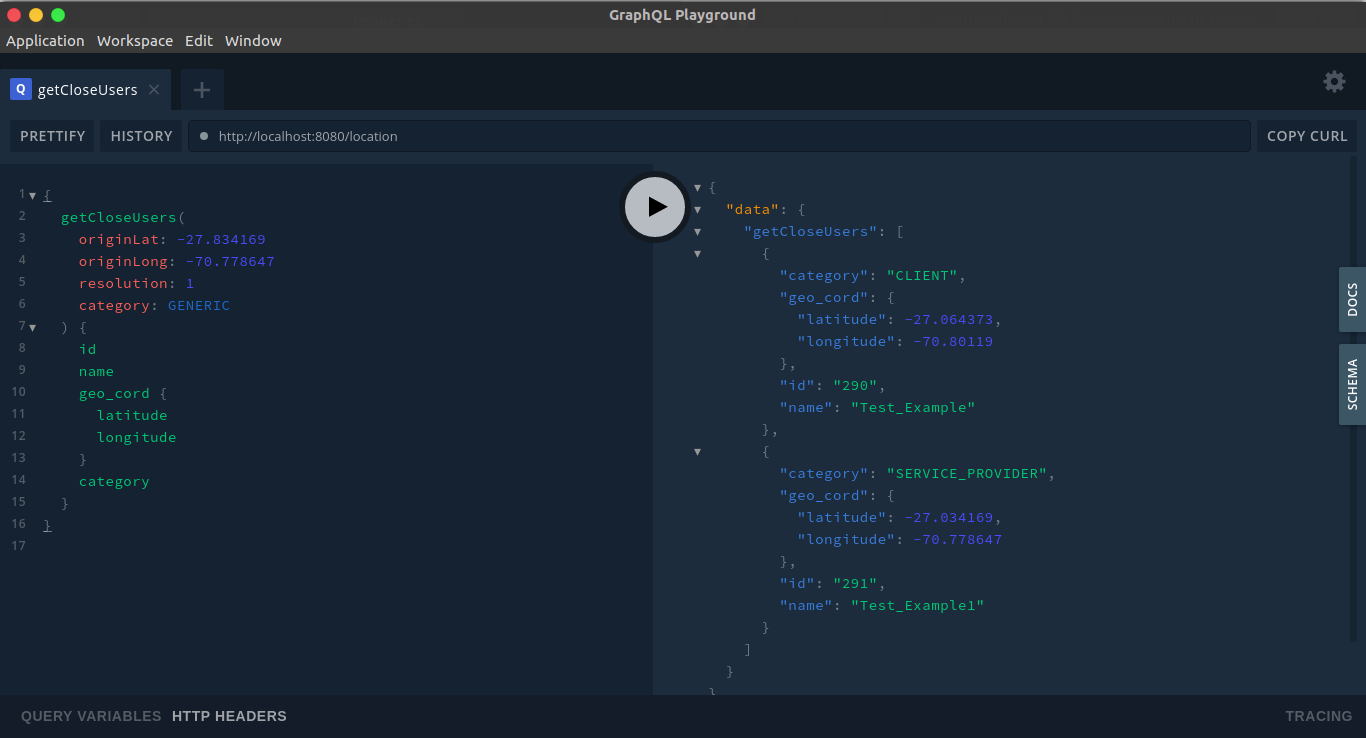 GraphQL Playground
Application Workspace Edit Window
Q getCloseUsers × +
PRETTIFY HISTORY http://localhost:8080/location COPY CURL
1 {
2 getCloseUsers(
3 originLat: -27.834169
4 originLong: -70.778647
5 resolution: 1
6 category: GENERIC
7 ) {
8 id
9 name
10 geo_cord {
11 latitude
12 longitude
13 }
14 category
15 }
16 }
17
{
"data": {
"getCloseUsers": [
{
"category": "CLIENT",
"geo_cord": {
"latitude": -27.064373,
"longitude": -70.80119
},
"id": "290",
"name": "Test_Example"
},
{
"category": "SERVICE_PROVIDER",
"geo_cord": {
"latitude": -27.034169,
"longitude": -70.778647
},
"id": "291",
"name": "Test_Example1"
}
]
}
}
DOCS
SCHEMA
QUERY VARIABLES HTTP HEADERS TRACING